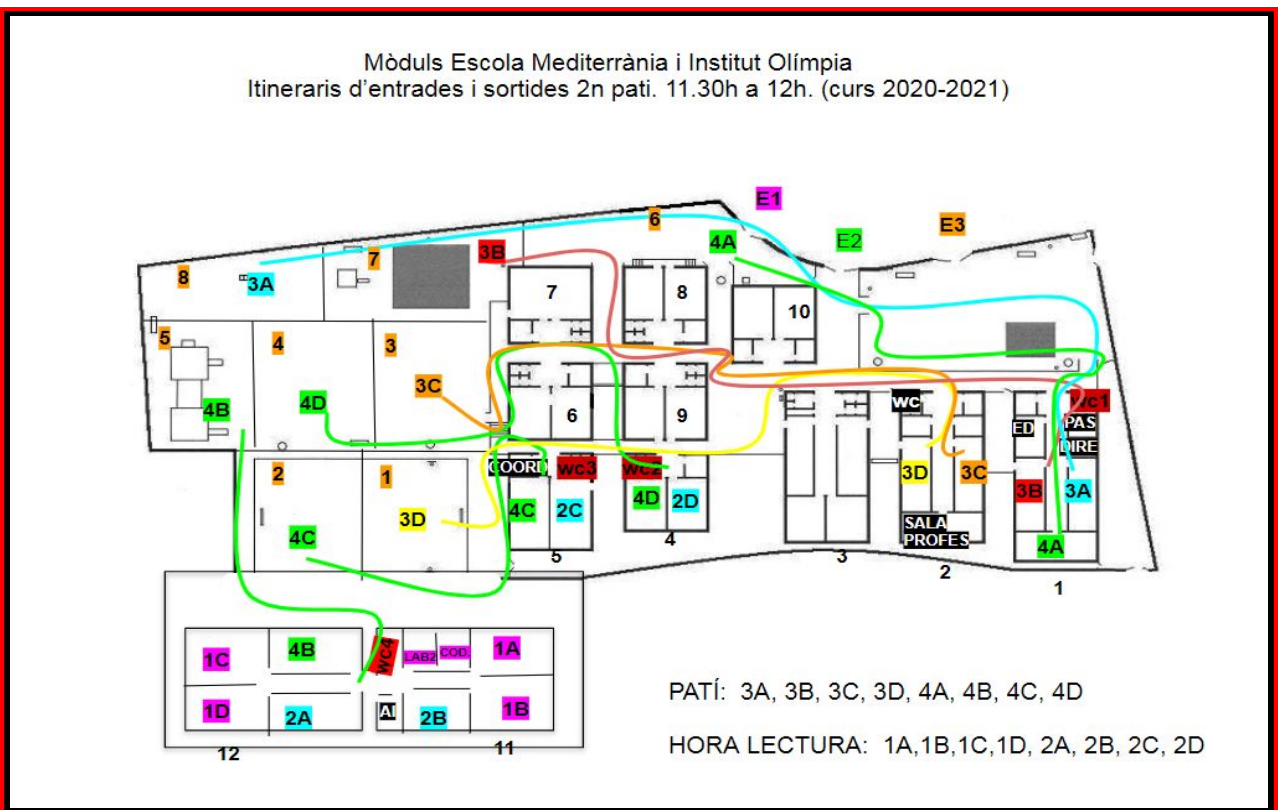 Mòduls Escola Mediterrània i Institut Olímpia
Itineraris d'entrades i sortides 2n pati. 11.30h a 12h. (curs 2020-2021)
E1
6
4A
E2
E3
7
3B
8
3A
7
8
10
5
4
3
3C
4B
4D
6
9
WC
wc1
ED
PAS
DIRE
2
1
COORD
wc3
wc2
3D
3C
3B
3A
3D
4C
2C
4D
2D
SALA
PROFES
4C
4A
5
4
3
2
1
1C
4B
WC4
LAB2
COD.
1A
1D
2A
AI
2B
1B
12
11
PATÍ: 3A, 3B, 3C, 3D, 4A, 4B, 4C, 4D
HORA LECTURA: 1A,1B,1C,1D, 2A, 2B, 2C, 2D